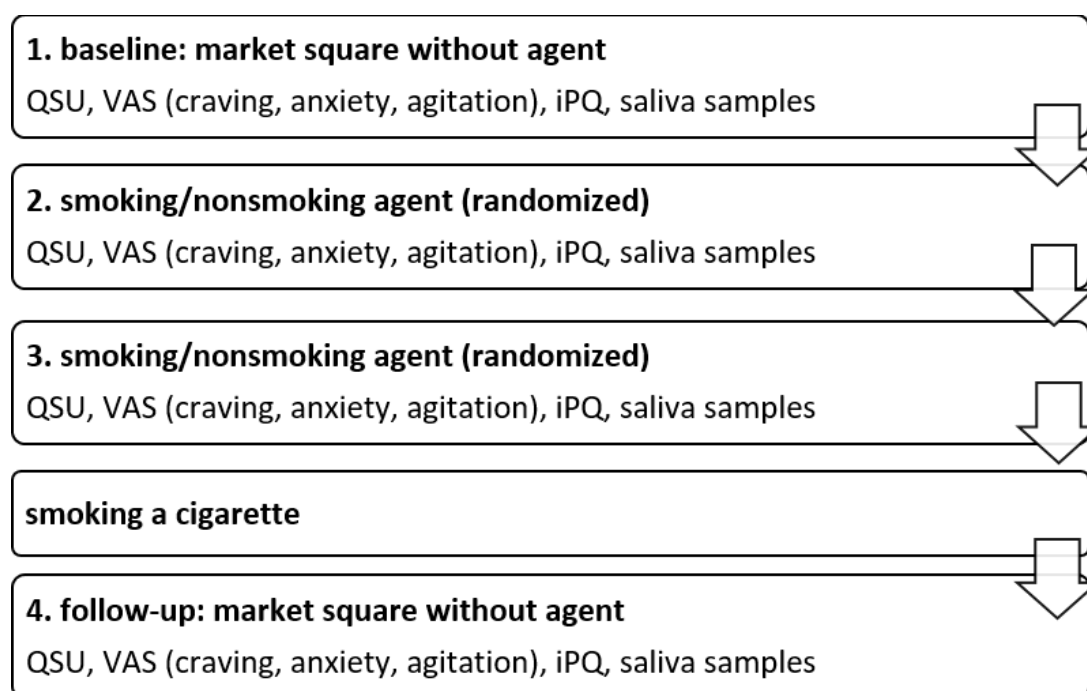 1. baseline: market square without agent
QSU, VAS (craving, anxiety, agitation), iPQ, saliva samples
2. smoking/nonsmoking agent (randomized)
QSU, VAS (craving, anxiety, agitation), iPQ, saliva samples
3. smoking/nonsmoking agent (randomized)
QSU, VAS (craving, anxiety, agitation), iPQ, saliva samples
smoking a cigarette
4. follow-up: market square without agent
QSU, VAS (craving, anxiety, agitation), iPQ, saliva samples